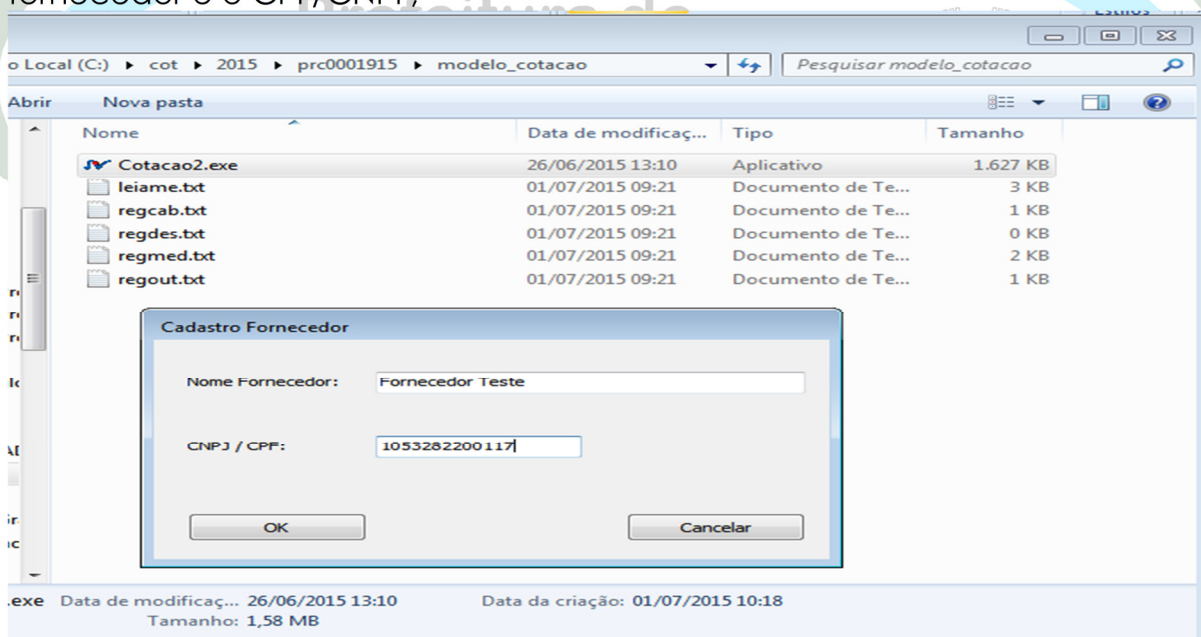 fornecedor e o CPF/CNPF;
Prefeitura de
Estilos
o Local (C:) ▸ cot ▸ 2015 ▸ prc0001915 ▸ modelo_cotacao
Pesquisar modelo_cotacao
Abrir Nova pasta
Nome Data de modificaç... Tipo Tamanho
Cotacao2.exe 26/06/2015 13:10 Aplicativo 1.627 KB
leiame.txt 01/07/2015 09:21 Documento de Te... 3 KB
regcab.txt 01/07/2015 09:21 Documento de Te... 1 KB
regdes.txt 01/07/2015 09:21 Documento de Te... 0 KB
regmed.txt 01/07/2015 09:21 Documento de Te... 2 KB
regout.txt 01/07/2015 09:21 Documento de Te... 1 KB
Cadastro Fornecedor
Nome Fornecedor: Fornecedor Teste
CNPJ / CPF: 1053282200117
OK Cancelar
.exe Data de modificaç... 26/06/2015 13:10 Data da criação: 01/07/2015 10:18
Tamanho: 1,58 MB